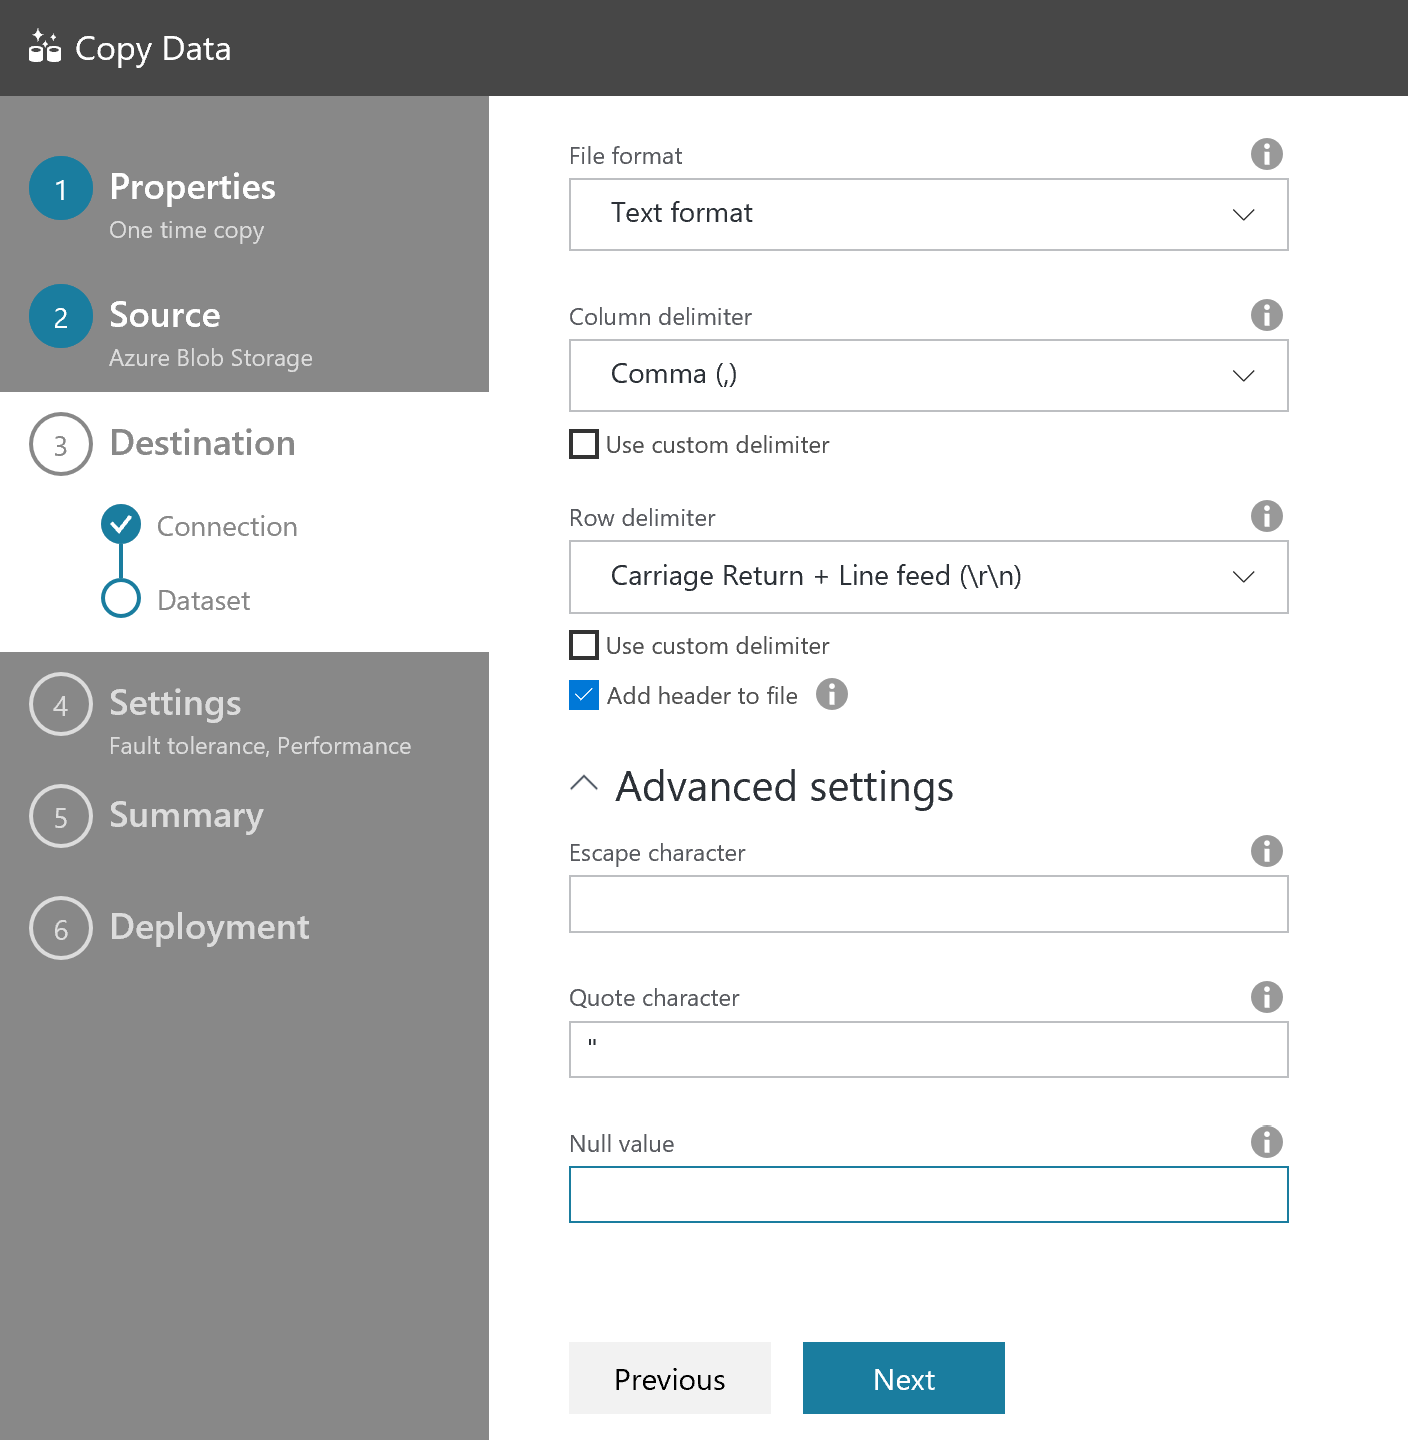 Copy Data
1
Properties
One time copy
2
Source
Azure Blob Storage
3
Destination
Connection
Dataset
4
Settings
Fault tolerance, Performance
5
Summary
6
Deployment
File format
Text format
Column delimiter
Comma (,)
Use custom delimiter
Row delimiter
Carriage Return + Line feed (\r\n)
Use custom delimiter
Add header to file
Advanced settings
Escape character
Quote character
"
Null value
Previous
Next